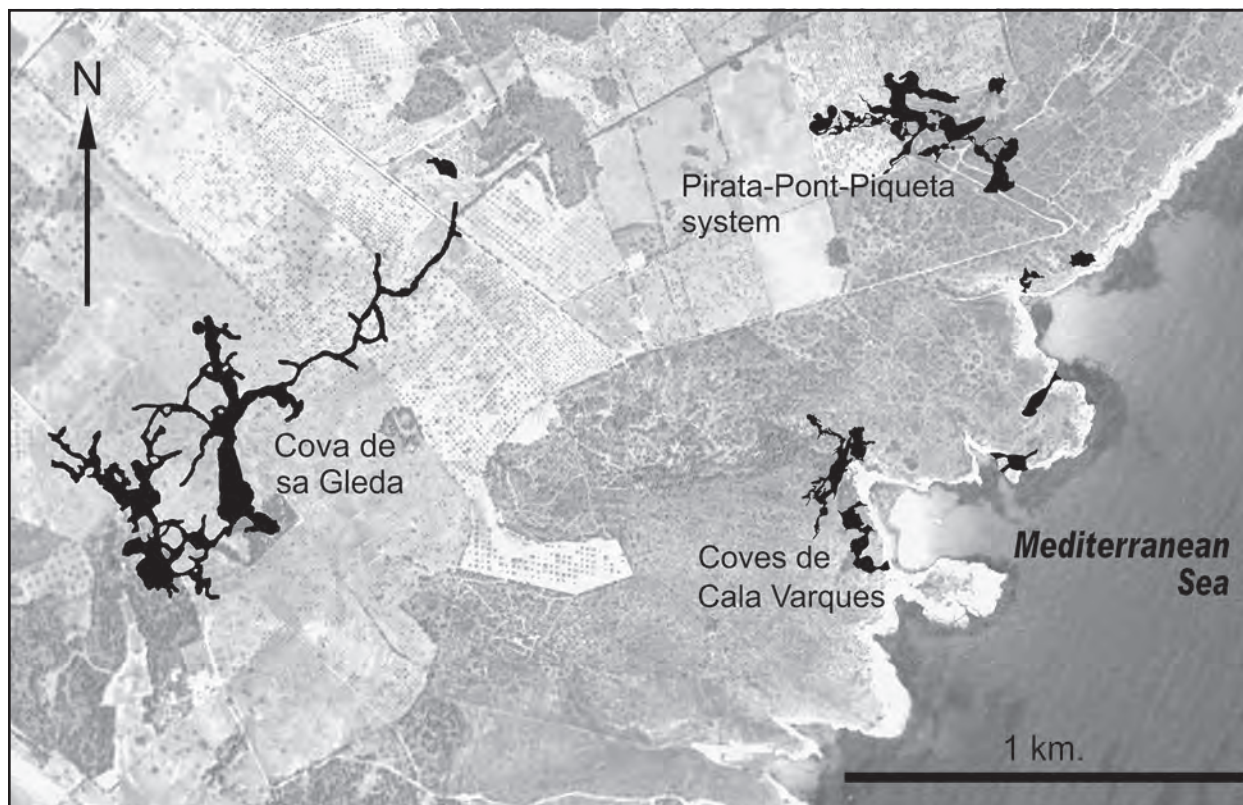 N
Pirata-Pont-Piqueta
system
Cova de
sa Gleda
Coves de
Cala Varques
Mediterranean
Sea
1 km.